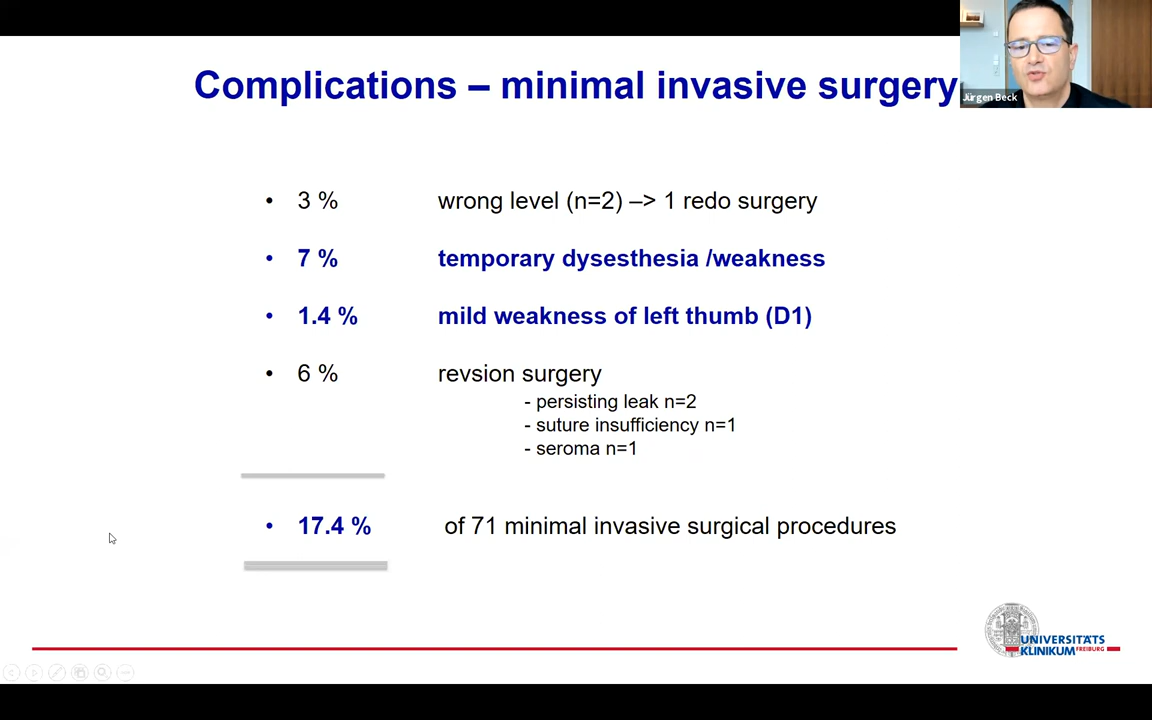 Complications – minimal invasive surgery
Jürgen Beck
• 3 % wrong level (n=2) –> 1 redo surgery
• 7 % temporary dysesthesia /weakness
• 1.4 % mild weakness of left thumb (D1)
• 6 % revsion surgery
- persisting leak n=2
- suture insufficiency n=1
- seroma n=1
• 17.4 % of 71 minimal invasive surgical procedures
UNIVERSITÄTS
KLINIKUM FREIBURG